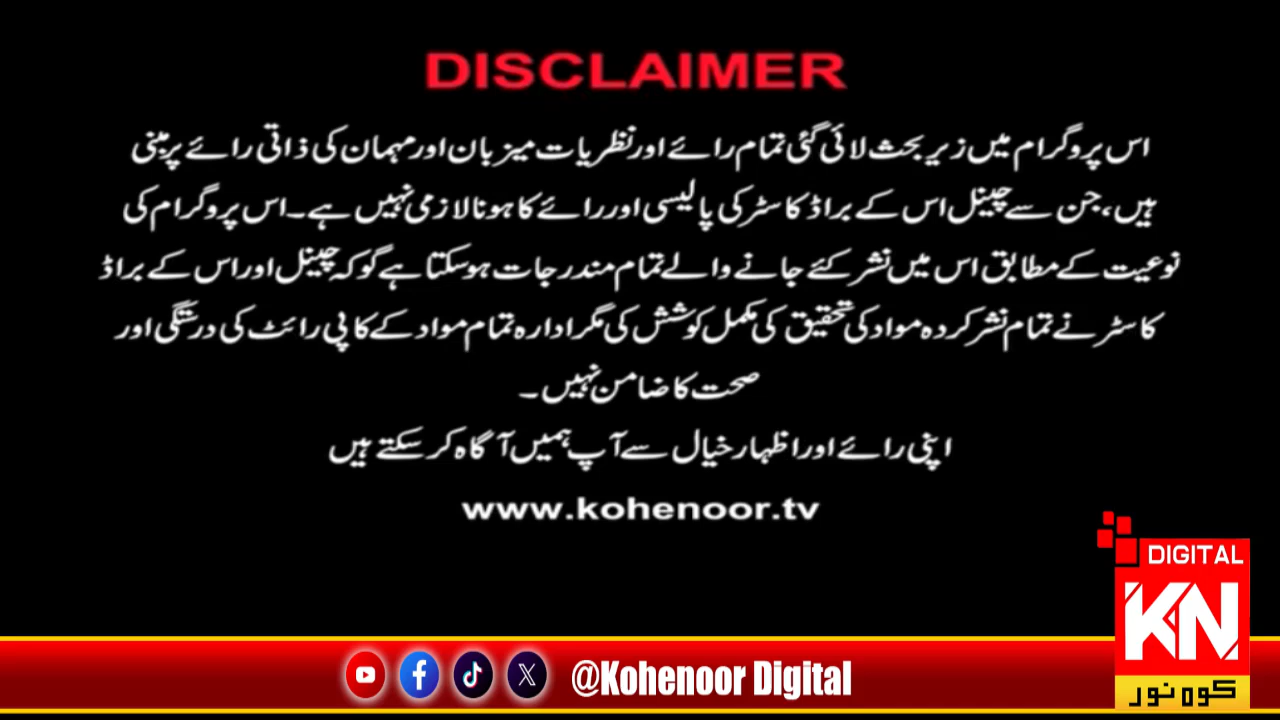 DISCLAIMER
اس پروگرام میں زیرِ بحث لائی گئی تمام رائے اور نظریات میزبان اور مہمان کی ذاتی رائے پر مبنی
ہیں، جن سے چینل اس کے براڈ کاسٹر کی پالیسی اور رائے کا ہونا لازمی نہیں ہے۔ اس پروگرام کی
نوعیت کے مطابق اس میں نشر کئے جانے والے تمام مندرجات ہو سکتا ہے گو کہ چینل اور اس کے براڈ
کاسٹر نے تمام نشر کردہ مواد کی تحقیق کی مکمل کوشش کی مگر ادارہ تمام مواد کے کاپی رائٹ کی درستگی اور
صحت کا ضامن نہیں ۔
اپنی رائے اور اظہار خیال سے آپ ہمیں آگاہ کر سکتے ہیں
www.kohenoor.tv
DIGITAL
KN
کوہ نور
@Kohenoor Digital